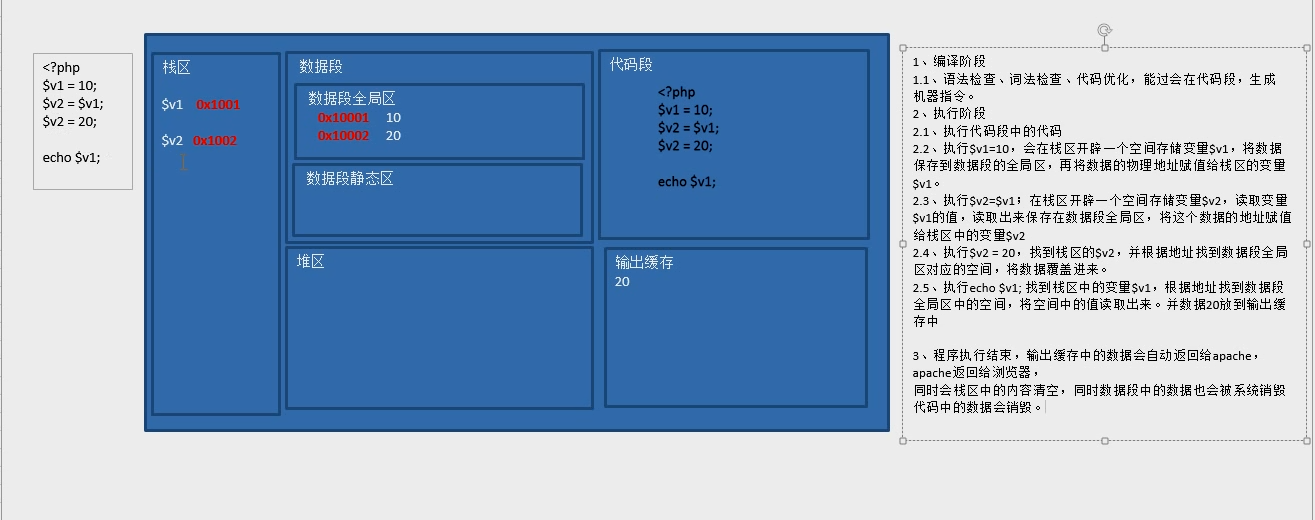 <?php
$v1 = 10;
$v2 = $v1;
$v2 = 20;
echo $v1;
栈区
$v1 0x1001
$v2 0x1002
数据段
数据段全局区
0x10001 10
0x10002 20
数据段静态区
堆区
代码段
<?php
$v1 = 10;
$v2 = $v1;
$v2 = 20;
echo $v1;
输出缓存
20
1、编译阶段
1.1、语法检查、词法检查、代码优化，能过会在代码段，生成
机器指令。
2、执行阶段
2.1、执行代码段中的代码
2.2、执行$v1=10，会在栈区开辟一个空间存储变量$v1，将数据
保存到数据段的全局区，再将数据的物理地址赋值给栈区的变量
$v1。
2.3、执行$v2=$v1；在栈区开辟一个空间存储变量$v2，读取变量
$v1的值，读取出来保存在数据段全局区，将这个数据的地址赋值
给栈区中的变量$v2
2.4、执行$v2 = 20，找到栈区的$v2，并根据地址找到数据段全局
区对应的空间，将数据覆盖进来。
2.5、执行echo $v1; 找到栈区中的变量$v1，根据地址找到数据段
全局区中的空间，将空间中的值读取出来。并数据20放到输出缓
存中
3、程序执行结束，输出缓存中的数据会自动返回给apache，
apache返回给浏览器，
同时会栈区中的内容清空，同时数据段中的数据也会被系统销毁
代码中的数据会销毁。